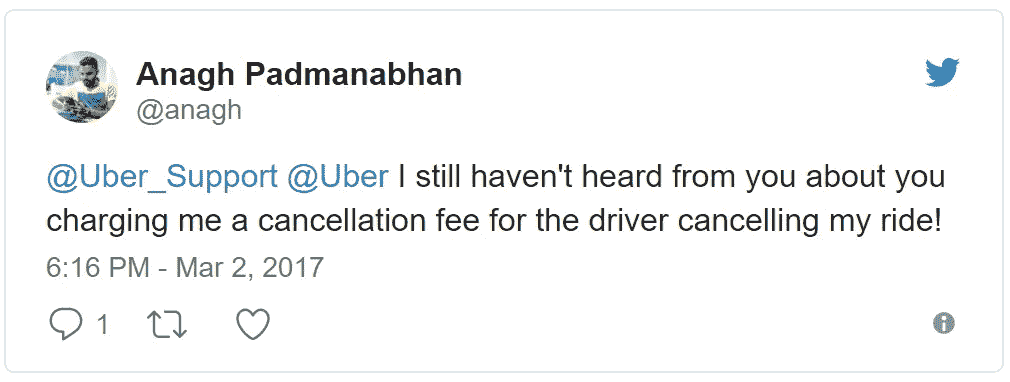 Anagh Padmanabhan
@anagh
@Uber_Support @Uber I still haven't heard from you about you
charging me a cancellation fee for the driver cancelling my ride!
6:16 PM - Mar 2, 2017
1